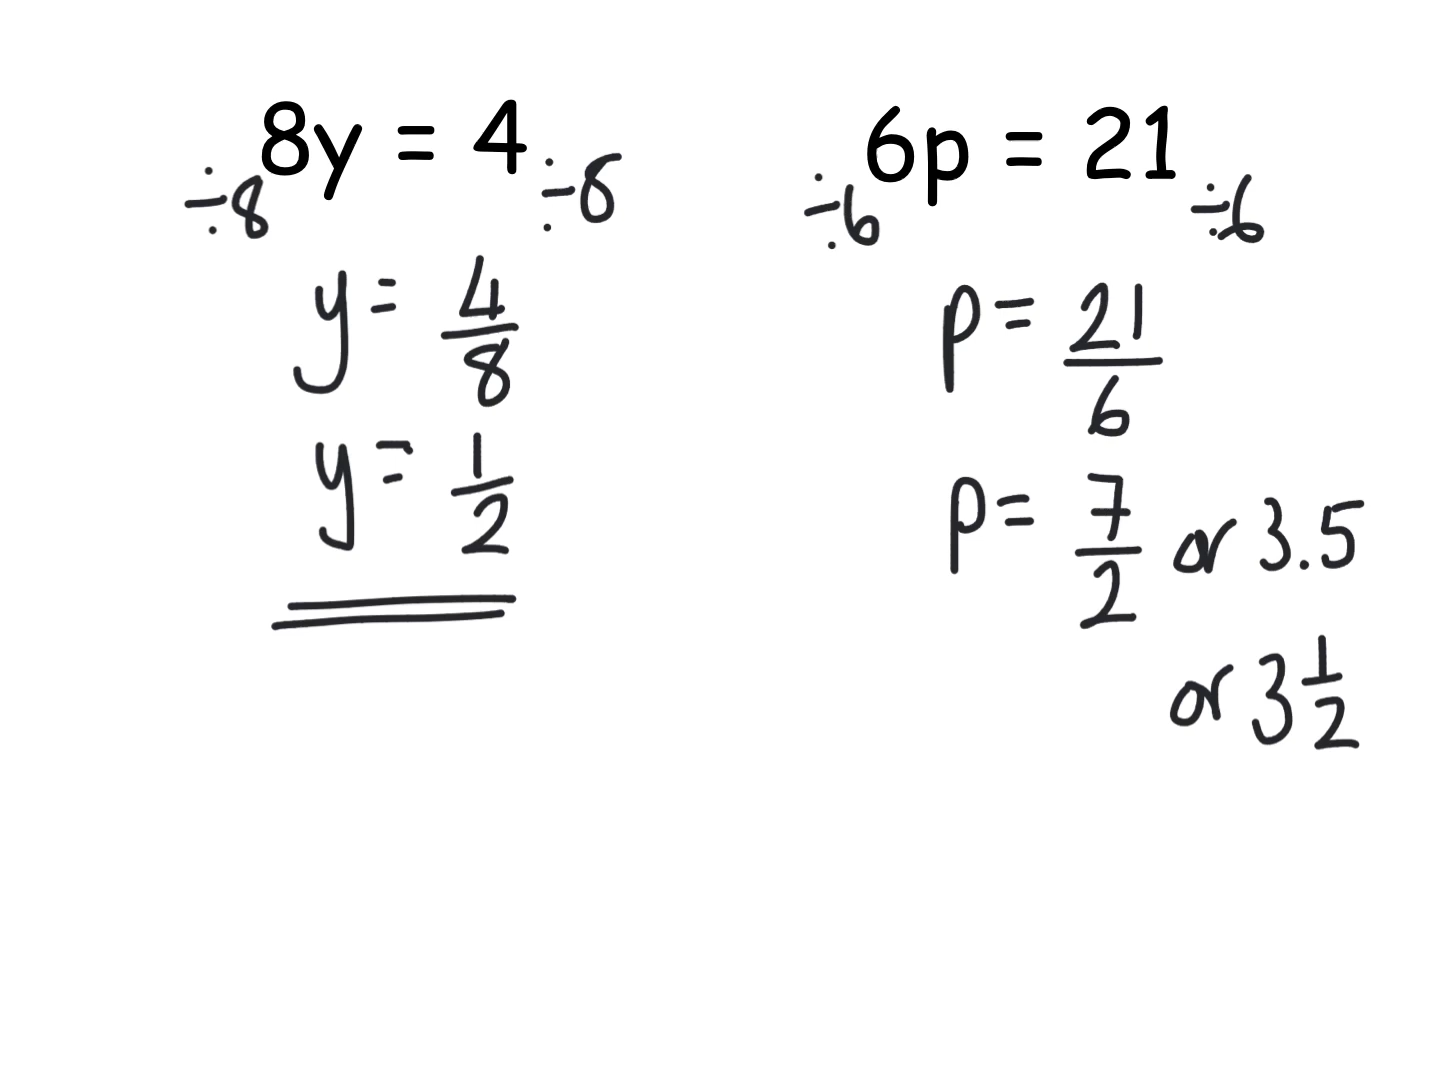 8y = 4
÷8 ÷8
y = 4/8
y = 1/2
6p = 21
÷6 ÷6
p = 21/6
p = 7/2 or 3.5
or 3 1/2